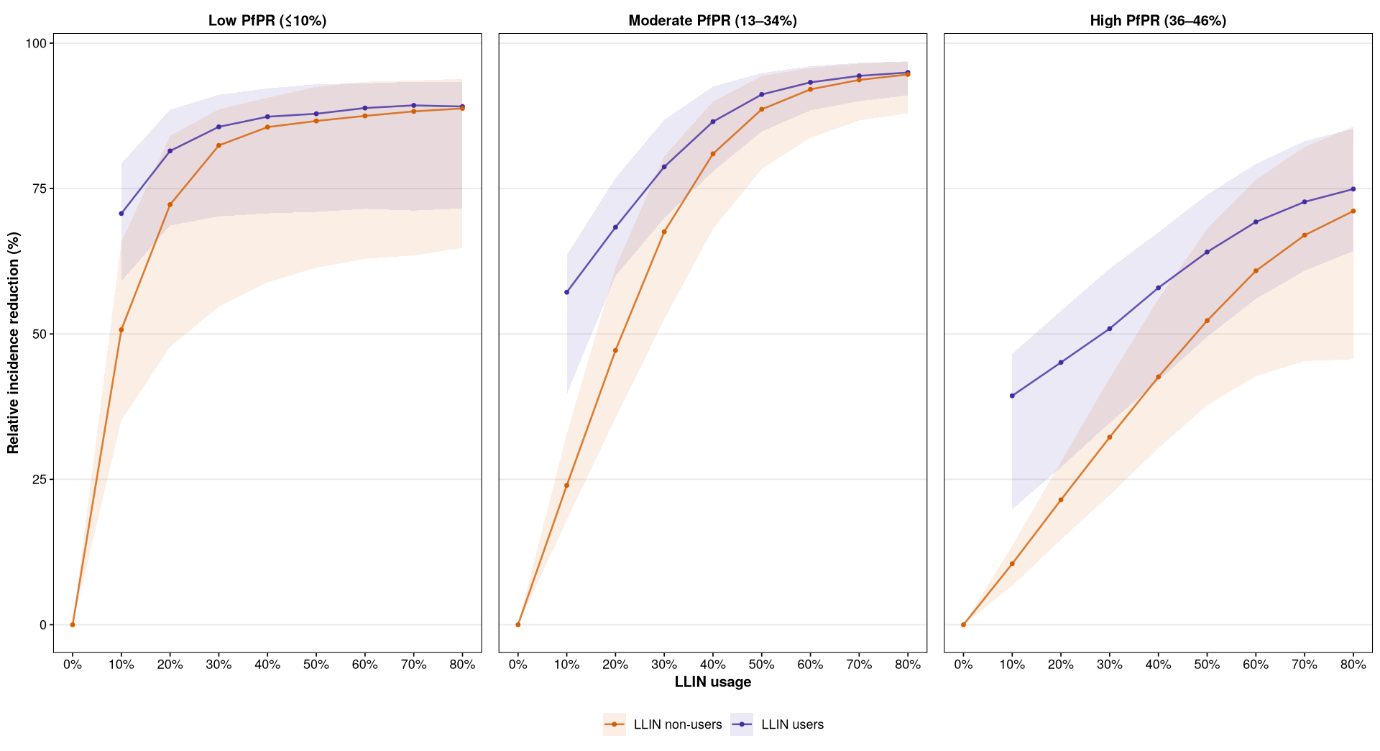 Low PfPR (≤10%)
Moderate PfPR (13–34%)
High PfPR (36–46%)
Relative incidence reduction (%)
100
75
50
25
0
0% 10% 20% 30% 40% 50% 60% 70% 80%
0% 10% 20% 30% 40% 50% 60% 70% 80%
0% 10% 20% 30% 40% 50% 60% 70% 80%
LLIN usage
LLIN non-users
LLIN users